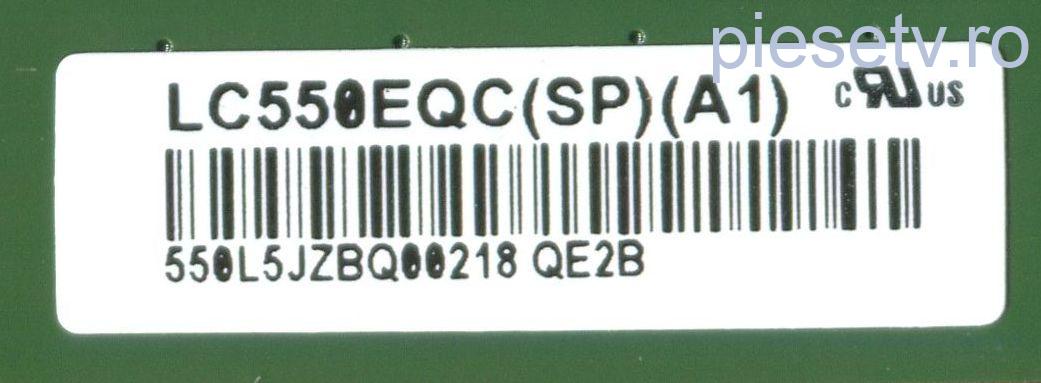 piesetv.ro
LC550EQC(SP)(A1)
C US
550L5JZBQ00218 QE2B